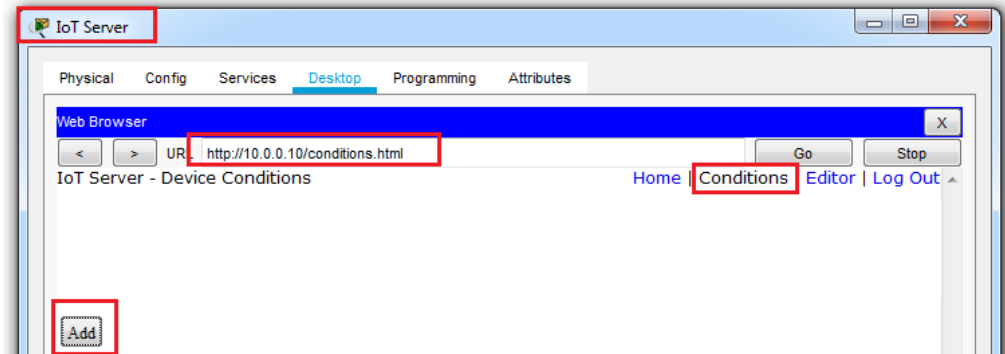 IoT Server
X
Physical Config Services Desktop Programming Attributes
Web Browser X
< > URL http://10.0.0.10/conditions.html Go Stop
IoT Server - Device Conditions Home | Conditions Editor | Log Out
Add